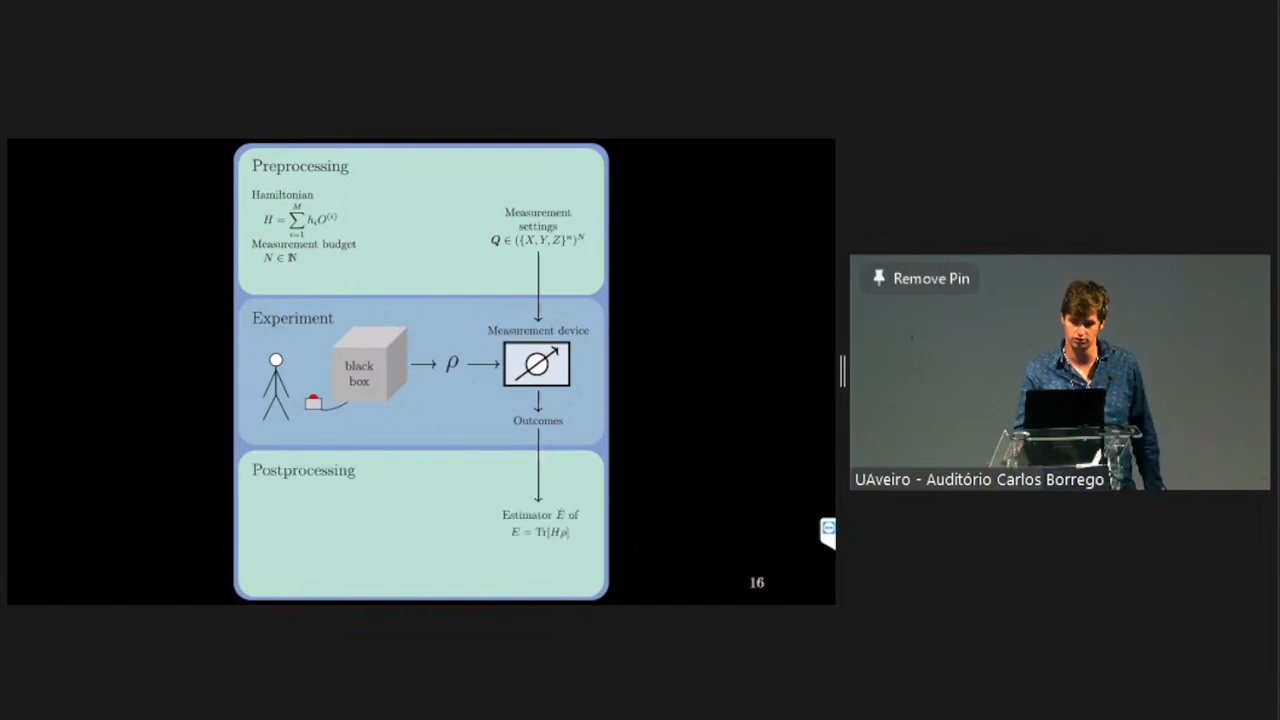 Preprocessing
Hamiltonian
H = \sum_{i=1}^{M} h_i O^{(i)}
Measurement budget
N ∈ ℕ
Measurement
settings
Q ∈ ({X, Y, Z}^n)^N
Experiment
black
box
ρ
Measurement device
Outcomes
Postprocessing
Estimator Ê of
E = Tr[Hρ]
16
Remove Pin
UAveiro - Auditório Carlos Borrego